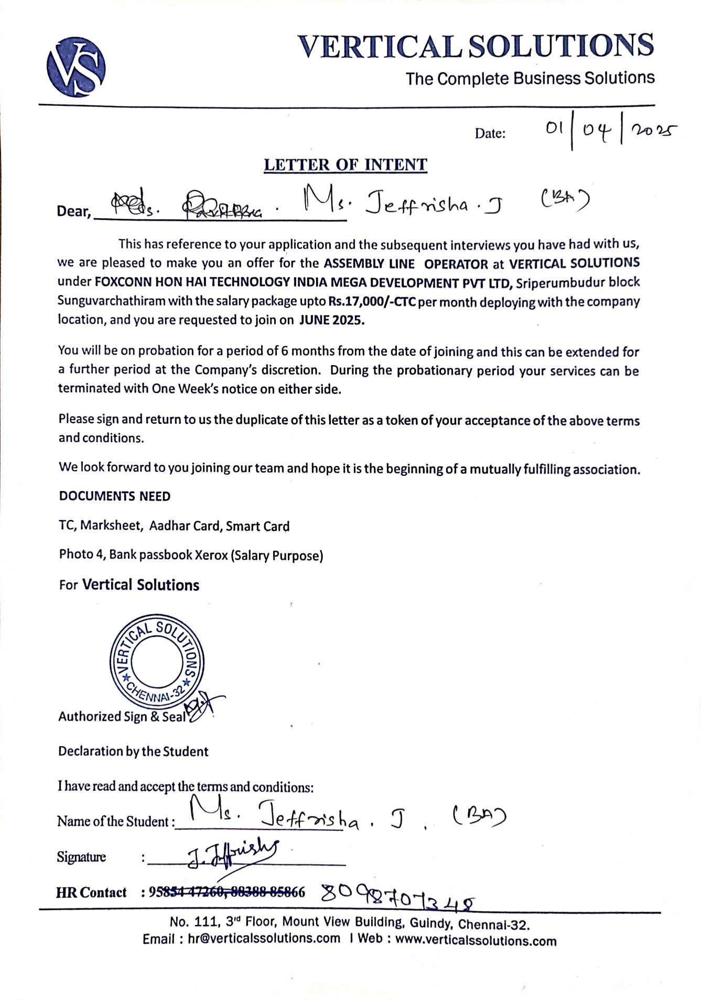 VS
VERTICAL SOLUTIONS
The Complete Business Solutions
Date: 01/04/2025
LETTER OF INTENT
Dear, Ms. Jeffrisha . J (BA)
This has reference to your application and the subsequent interviews you have had with us,
we are pleased to make you an offer for the ASSEMBLY LINE OPERATOR at VERTICAL SOLUTIONS
under FOXCONN HON HAI TECHNOLOGY INDIA MEGA DEVELOPMENT PVT LTD, Sriperumbudur block
Sunguvarchathiram with the salary package upto Rs.17,000/-CTC per month deploying with the company
location, and you are requested to join on JUNE 2025.
You will be on probation for a period of 6 months from the date of joining and this can be extended for
a further period at the Company's discretion. During the probationary period your services can be
terminated with One Week's notice on either side.
Please sign and return to us the duplicate of this letter as a token of your acceptance of the above terms
and conditions.
We look forward to you joining our team and hope it is the beginning of a mutually fulfilling association.
DOCUMENTS NEED
TC, Marksheet, Aadhar Card, Smart Card
Photo 4, Bank passbook Xerox (Salary Purpose)
For Vertical Solutions
VERTICAL SOLUTIONS
★ CHENNAI-32 ★
Authorized Sign & Seal
Declaration by the Student
I have read and accept the terms and conditions:
Name of the Student : Ms. Jeffrisha . J . (BA)
Signature : J. Jeffrisha
HR Contact : 95854 47260, 88388 85866 8098707348
No. 111, 3rd Floor, Mount View Building, Guindy, Chennai-32.
Email : hr@verticalssolutions.com I Web : www.verticalssolutions.com